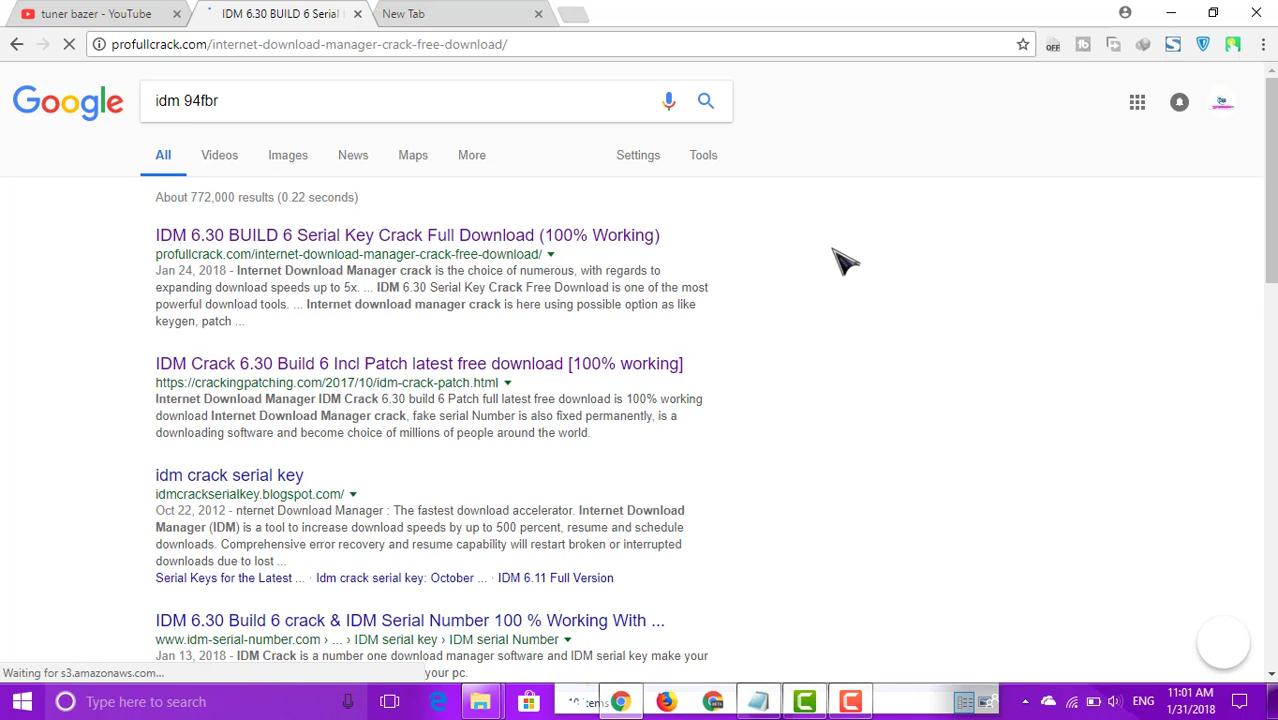 tuner bazer - YouTube
IDM 6.30 BUILD 6 Serial
New Tab
profullcrack.com/internet-download-manager-crack-free-download/
OFF
Google
idm 94fbr
All
Videos
Images
News
Maps
More
Settings
Tools
About 772,000 results (0.22 seconds)
IDM 6.30 BUILD 6 Serial Key Crack Full Download (100% Working)
profullcrack.com/internet-download-manager-crack-free-download/
Jan 24, 2018 - Internet Download Manager crack is the choice of numerous, with regards to
expanding download speeds up to 5x. ... IDM 6.30 Serial Key Crack Free Download is one of the most
powerful download tools. ... Internet download manager crack is here using possible option as like
keygen, patch ...
IDM Crack 6.30 Build 6 Incl Patch latest free download [100% working]
https://crackingpatching.com/2017/10/idm-crack-patch.html
Internet Download Manager IDM Crack 6.30 build 6 Patch full latest free download is 100% working
download Internet Download Manager crack, fake serial Number is also fixed permanently, is a
downloading software and become choice of millions of people around the world.
idm crack serial key
idmcrackserialkey.blogspot.com/
Oct 22, 2012 - nternet Download Manager : The fastest download accelerator. Internet Download
Manager (IDM) is a tool to increase download speeds by up to 500 percent, resume and schedule
downloads. Comprehensive error recovery and resume capability will restart broken or interrupted
downloads due to lost ...
Serial Keys for the Latest ... · Idm crack serial key: October ... · IDM 6.11 Full Version
IDM 6.30 Build 6 crack & IDM Serial Number 100 % Working With ...
www.idm-serial-number.com › ... › IDM serial key › IDM serial Number
Jan 13, 2018 - IDM Crack is a number one download manager software and IDM serial key make your
your pc.
Waiting for s3.amazonaws.com...
Type here to search
items
BETA
ENG
11:01 AM
1/31/2018